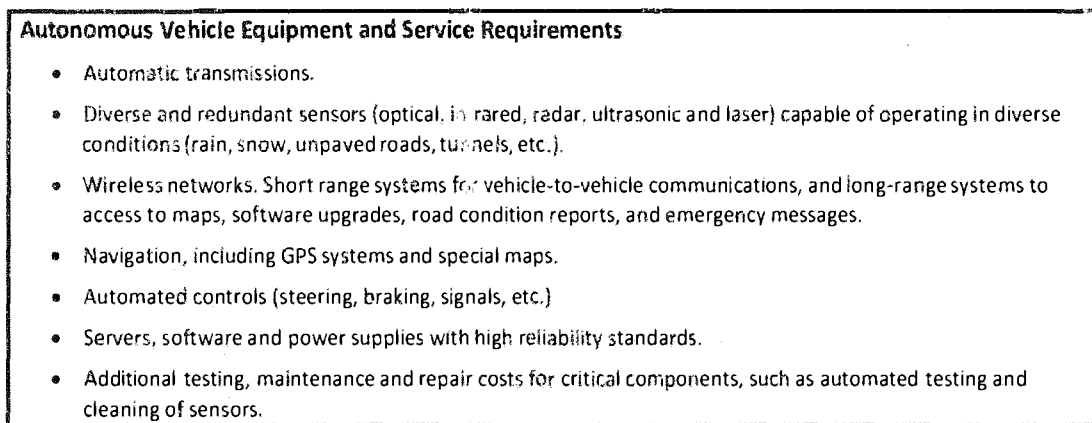 Autonomous Vehicle Equipment and Service Requirements
• Automatic transmissions.
• Diverse and redundant sensors (optical, infrared, radar, ultrasonic and laser) capable of operating in diverse
conditions (rain, snow, unpaved roads, tunnels, etc.).
• Wireless networks. Short range systems for vehicle-to-vehicle communications, and long-range systems to
access to maps, software upgrades, road condition reports, and emergency messages.
• Navigation, including GPS systems and special maps.
• Automated controls (steering, braking, signals, etc.)
• Servers, software and power supplies with high reliability standards.
• Additional testing, maintenance and repair costs for critical components, such as automated testing and
cleaning of sensors.